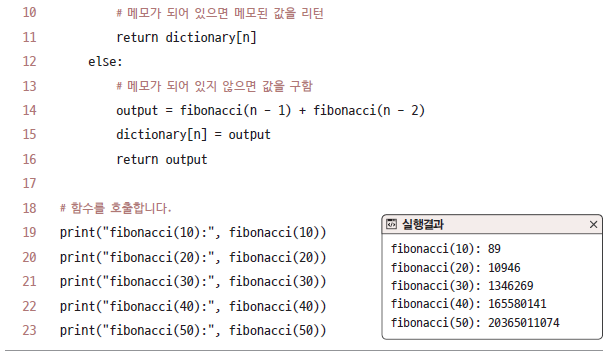 10 # 메모가 되어 있으면 메모된 값을 리턴
11 return dictionary[n]
12 else:
13 # 메모가 되어 있지 않으면 값을 구함
14 output = fibonacci(n - 1) + fibonacci(n - 2)
15 dictionary[n] = output
16 return output
17
18 # 함수를 호출합니다.
19 print("fibonacci(10):", fibonacci(10))
20 print("fibonacci(20):", fibonacci(20))
21 print("fibonacci(30):", fibonacci(30))
22 print("fibonacci(40):", fibonacci(40))
23 print("fibonacci(50):", fibonacci(50))
실행결과 ×
fibonacci(10): 89
fibonacci(20): 10946
fibonacci(30): 1346269
fibonacci(40): 165580141
fibonacci(50): 20365011074